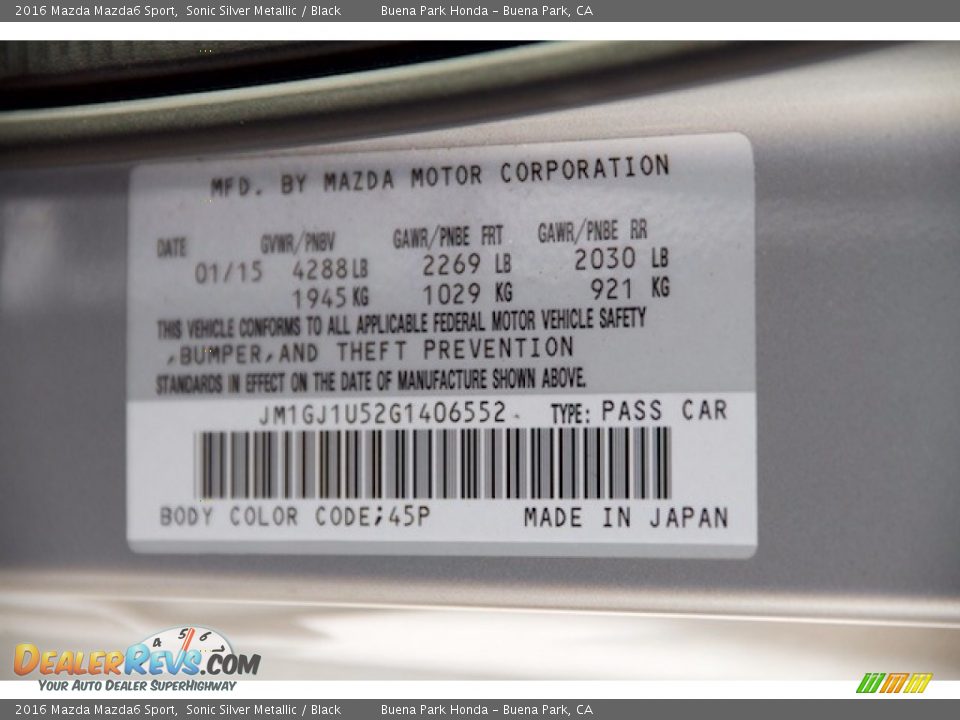 2016 Mazda Mazda6 Sport, Sonic Silver Metallic / Black Buena Park Honda - Buena Park, CA
MFD. BY MAZDA MOTOR CORPORATION
DATE GVWR/PNBV GAWR/PNBE FRT GAWR/PNBE RR
01/15 4288 LB 2269 LB 2030 LB
1945 KG 1029 KG 921 KG
THIS VEHICLE CONFORMS TO ALL APPLICABLE FEDERAL MOTOR VEHICLE SAFETY
,BUMPER,AND THEFT PREVENTION
STANDARDS IN EFFECT ON THE DATE OF MANUFACTURE SHOWN ABOVE.
JM1GJ1U52G1406552 TYPE: PASS CAR
BODY COLOR CODE;45P MADE IN JAPAN
4 5 6
DEALERREVS.COM
YOUR AUTO DEALER SUPERHIGHWAY
2016 Mazda Mazda6 Sport, Sonic Silver Metallic / Black Buena Park Honda - Buena Park, CA